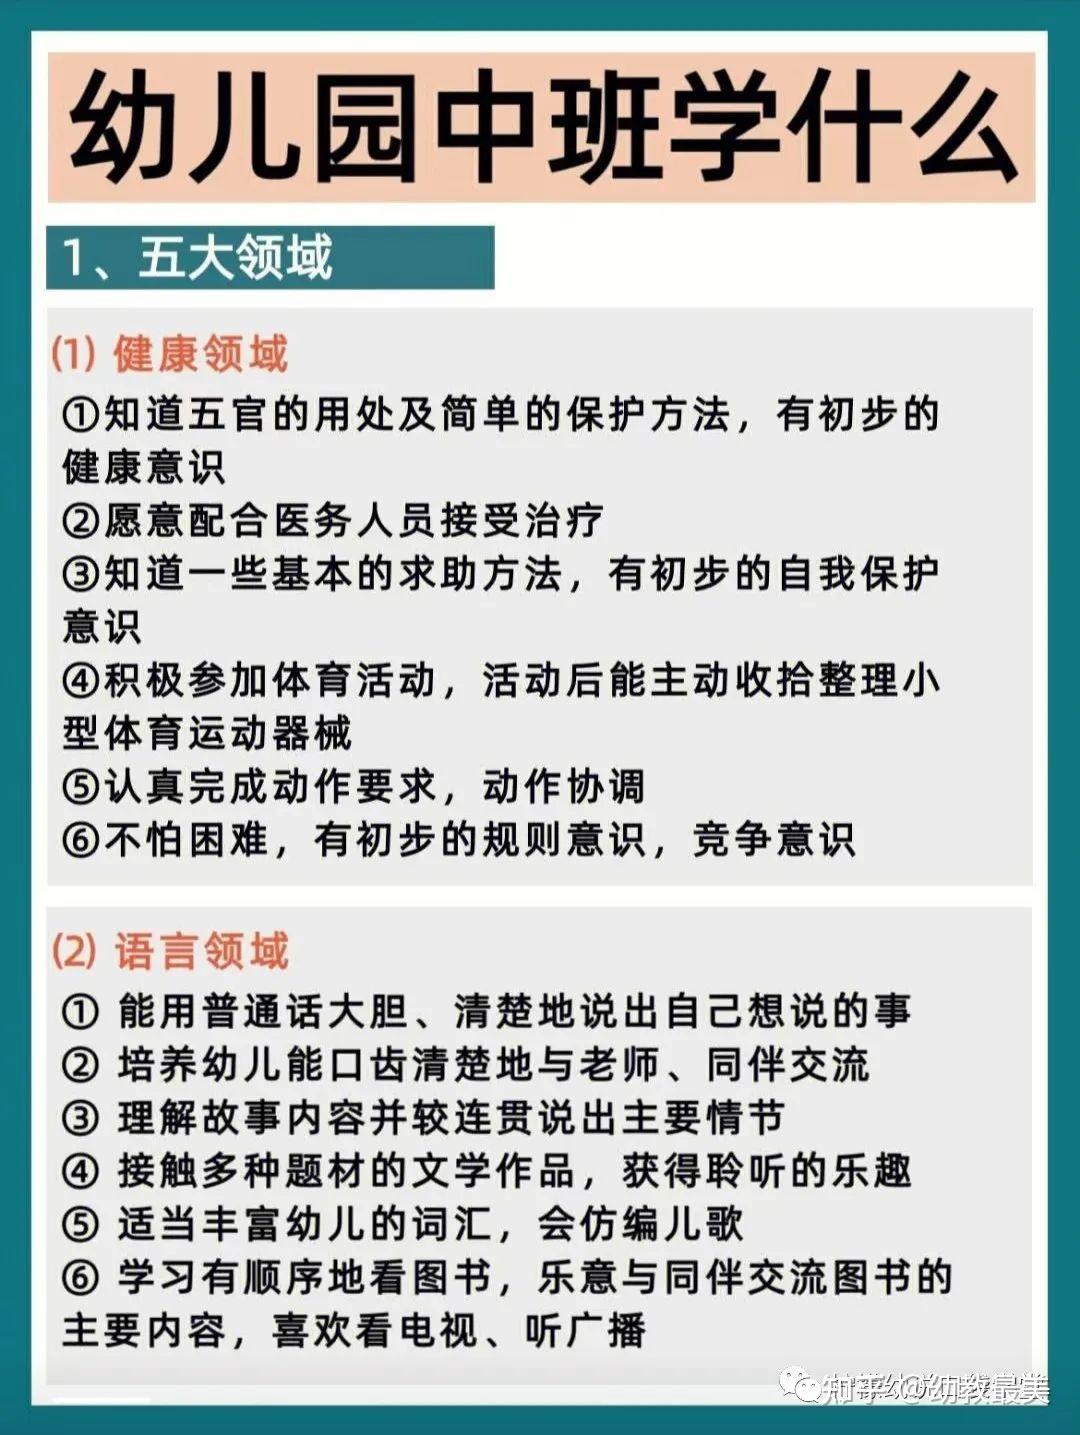 幼儿园中班学什么
1、五大领域
(1) 健康领域
①知道五官的用处及简单的保护方法，有初步的
健康意识
②愿意配合医务人员接受治疗
③知道一些基本的求助方法，有初步的自我保护
意识
④积极参加体育活动，活动后能主动收拾整理小
型体育运动器械
⑤认真完成动作要求，动作协调
⑥不怕困难，有初步的规则意识，竞争意识
(2) 语言领域
① 能用普通话大胆、清楚地说出自己想说的事
② 培养幼儿能口齿清楚地与老师、同伴交流
③ 理解故事内容并较连贯说出主要情节
④ 接触多种题材的文学作品，获得聆听的乐趣
⑤ 适当丰富幼儿的词汇，会仿编儿歌
⑥ 学习有顺序地看图书，乐意与同伴交流图书的
主要内容，喜欢看电视、听广播
知乎 @幼教最美